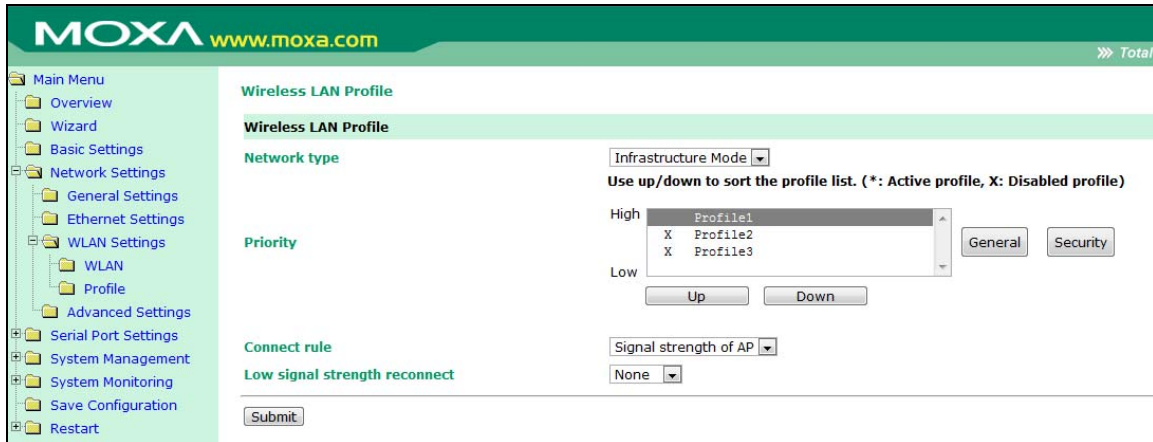 MOXA www.moxa.com
Total
Main Menu
Overview
Wizard
Basic Settings
Network Settings
General Settings
Ethernet Settings
WLAN Settings
WLAN
Profile
Advanced Settings
Serial Port Settings
System Management
System Monitoring
Save Configuration
Restart
Wireless LAN Profile
Wireless LAN Profile
Network type Infrastructure Mode
Use up/down to sort the profile list. (*: Active profile, X: Disabled profile)
Priority
High
Profile1
X Profile2
X Profile3
Low
General Security
Up Down
Connect rule Signal strength of AP
Low signal strength reconnect None
Submit